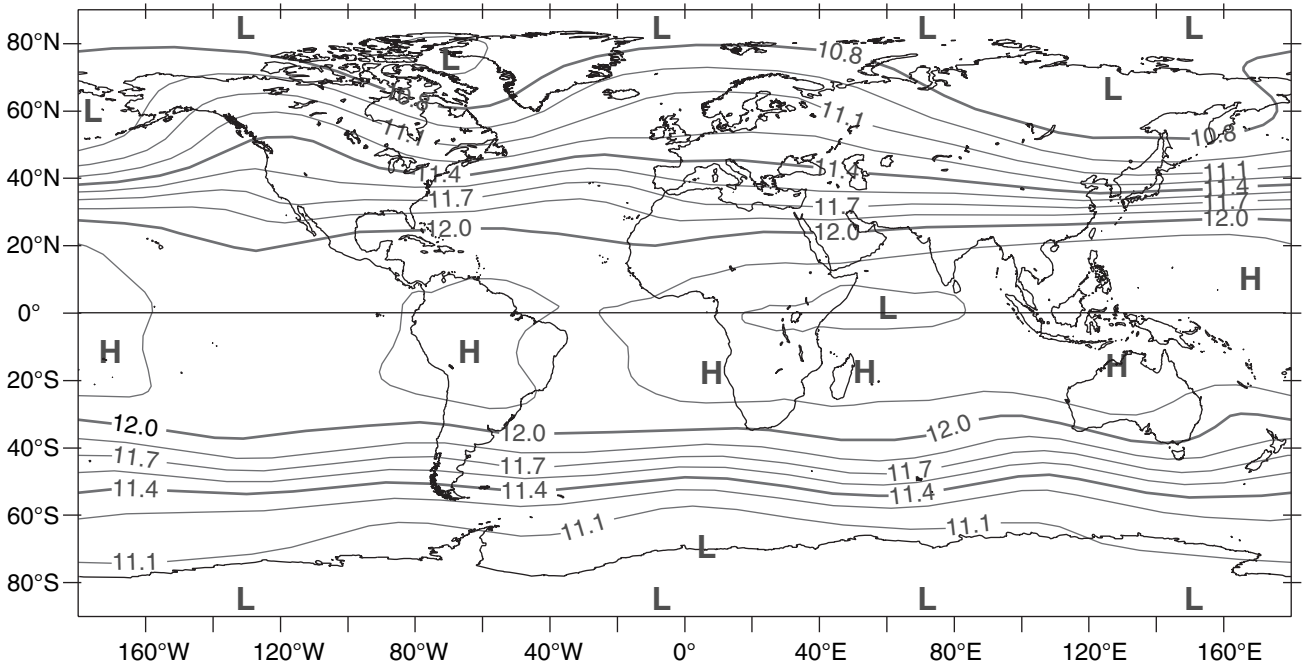 L L L L
80°N 10.8
L
10.8 L
60°N L 11.1 11.1
10.8
40°N 11.4 11.4 11.1
11.4
11.7 11.7 11.7
12.0 12.0 12.0
20°N
H
0° L
H H
H H H
20°S
12.0 12.0 12.0
40°S
11.7 11.7 11.7
11.4 11.4 11.4
60°S 11.1 11.1
L
11.1
80°S
L L L L
160°W 120°W 80°W 40°W 0° 40°E 80°E 120°E 160°E